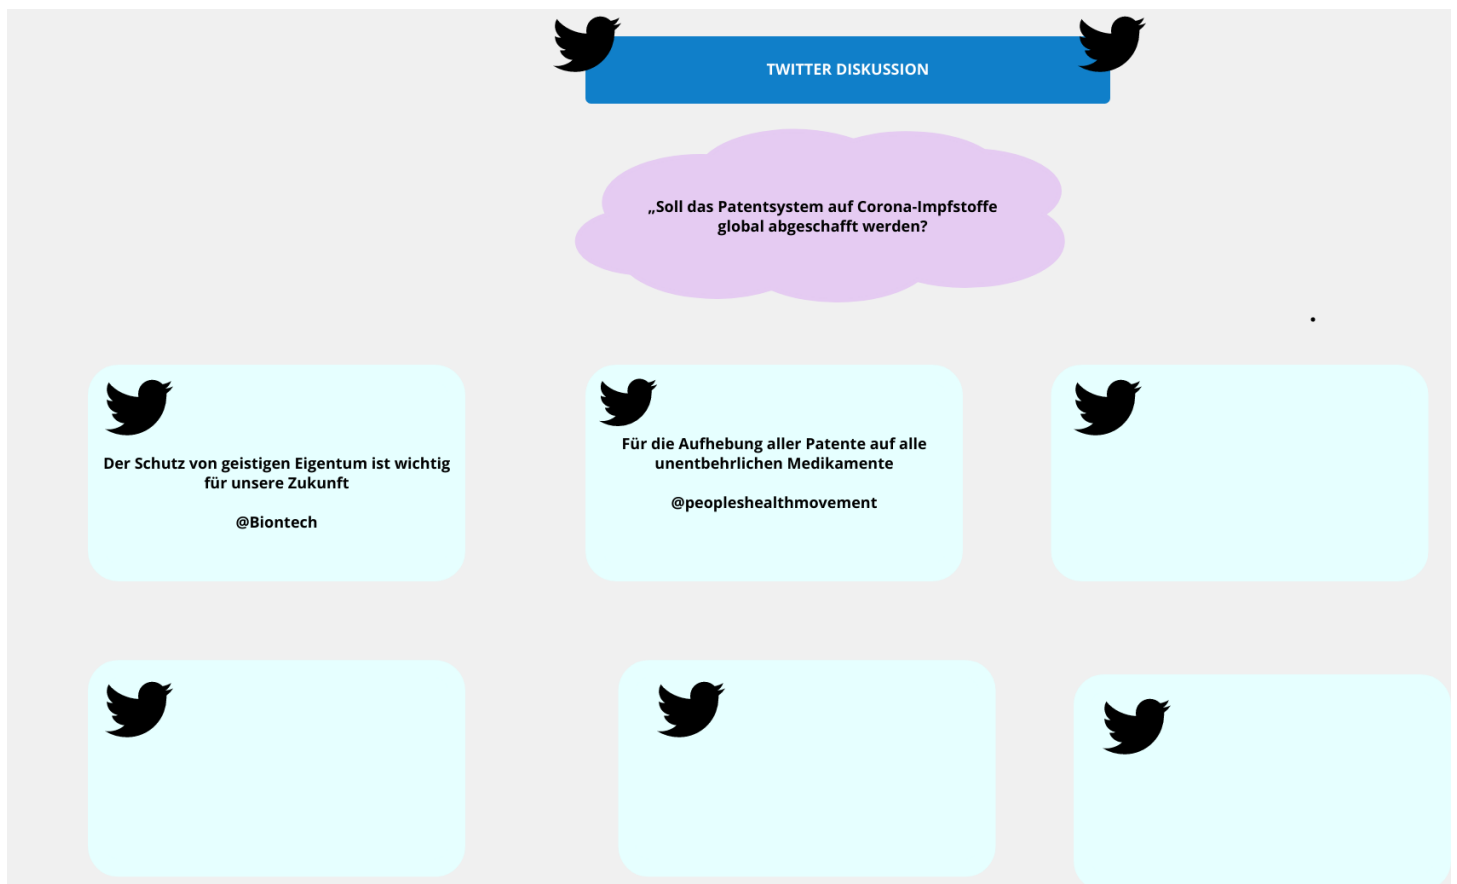 TWITTER DISKUSSION
„Soll das Patentsystem auf Corona-Impfstoffe
global abgeschafft werden?
Der Schutz von geistigen Eigentum ist wichtig
für unsere Zukunft
@Biontech
Für die Aufhebung aller Patente auf alle
unentbehrlichen Medikamente
@peopleshealthmovement